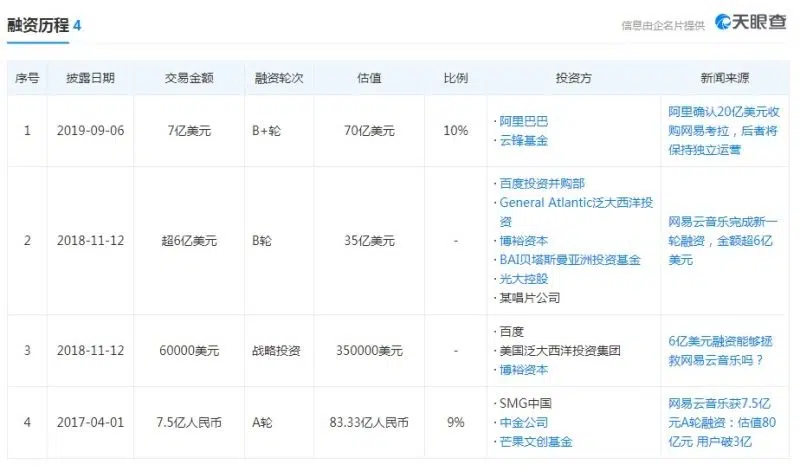 融资历程 4
信息由企名片提供 天眼查
序号 披露日期 交易金额 融资轮次 估值 比例 投资方 新闻来源
1 2019-09-06 7亿美元 B+轮 70亿美元 10%
· 阿里巴巴
· 云锋基金
阿里确认20亿美元收
购网易考拉，后者将
保持独立运营
2 2018-11-12 超6亿美元 B轮 35亿美元 -
· 百度投资并购部
· General Atlantic泛大西洋投
资
· 博裕资本
· BAI贝塔斯曼亚洲投资基金
· 光大控股
· 某唱片公司
网易云音乐完成新一
轮融资，金额超6亿
美元
3 2018-11-12 60000美元 战略投资 350000美元 -
· 百度
· 美国泛大西洋投资集团
· 博裕资本
6亿美元融资能够拯
救网易云音乐吗？
4 2017-04-01 7.5亿人民币 A轮 83.33亿人民币 9%
· SMG中国
· 中金公司
· 芒果文创基金
网易云音乐获7.5亿
元A轮融资：估值80
亿元 用户破3亿